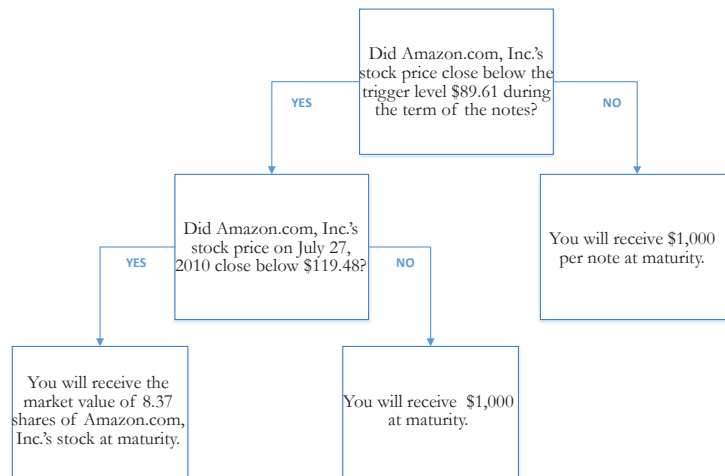 Did Amazon.com, Inc.'s
stock price close below the
trigger level $89.61 during
the term of the notes?
YES
NO
Did Amazon.com, Inc.'s
stock price on July 27,
2010 close below $119.48?
You will receive $1,000
per note at maturity.
YES
NO
You will receive the
market value of 8.37
shares of Amazon.com,
Inc.'s stock at maturity.
You will receive $1,000
at maturity.